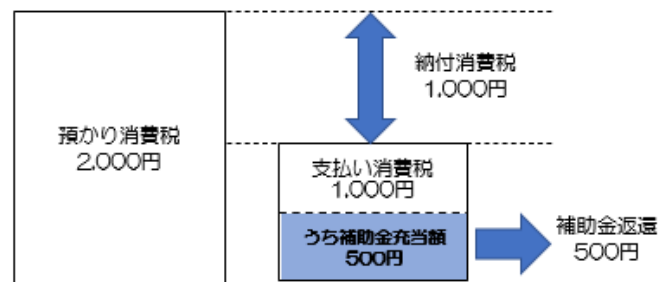 納付消費税
1,000円
預かり消費税
2,000円
支払い消費税
1,000円
うち補助金充当額
500円
補助金返還
500円